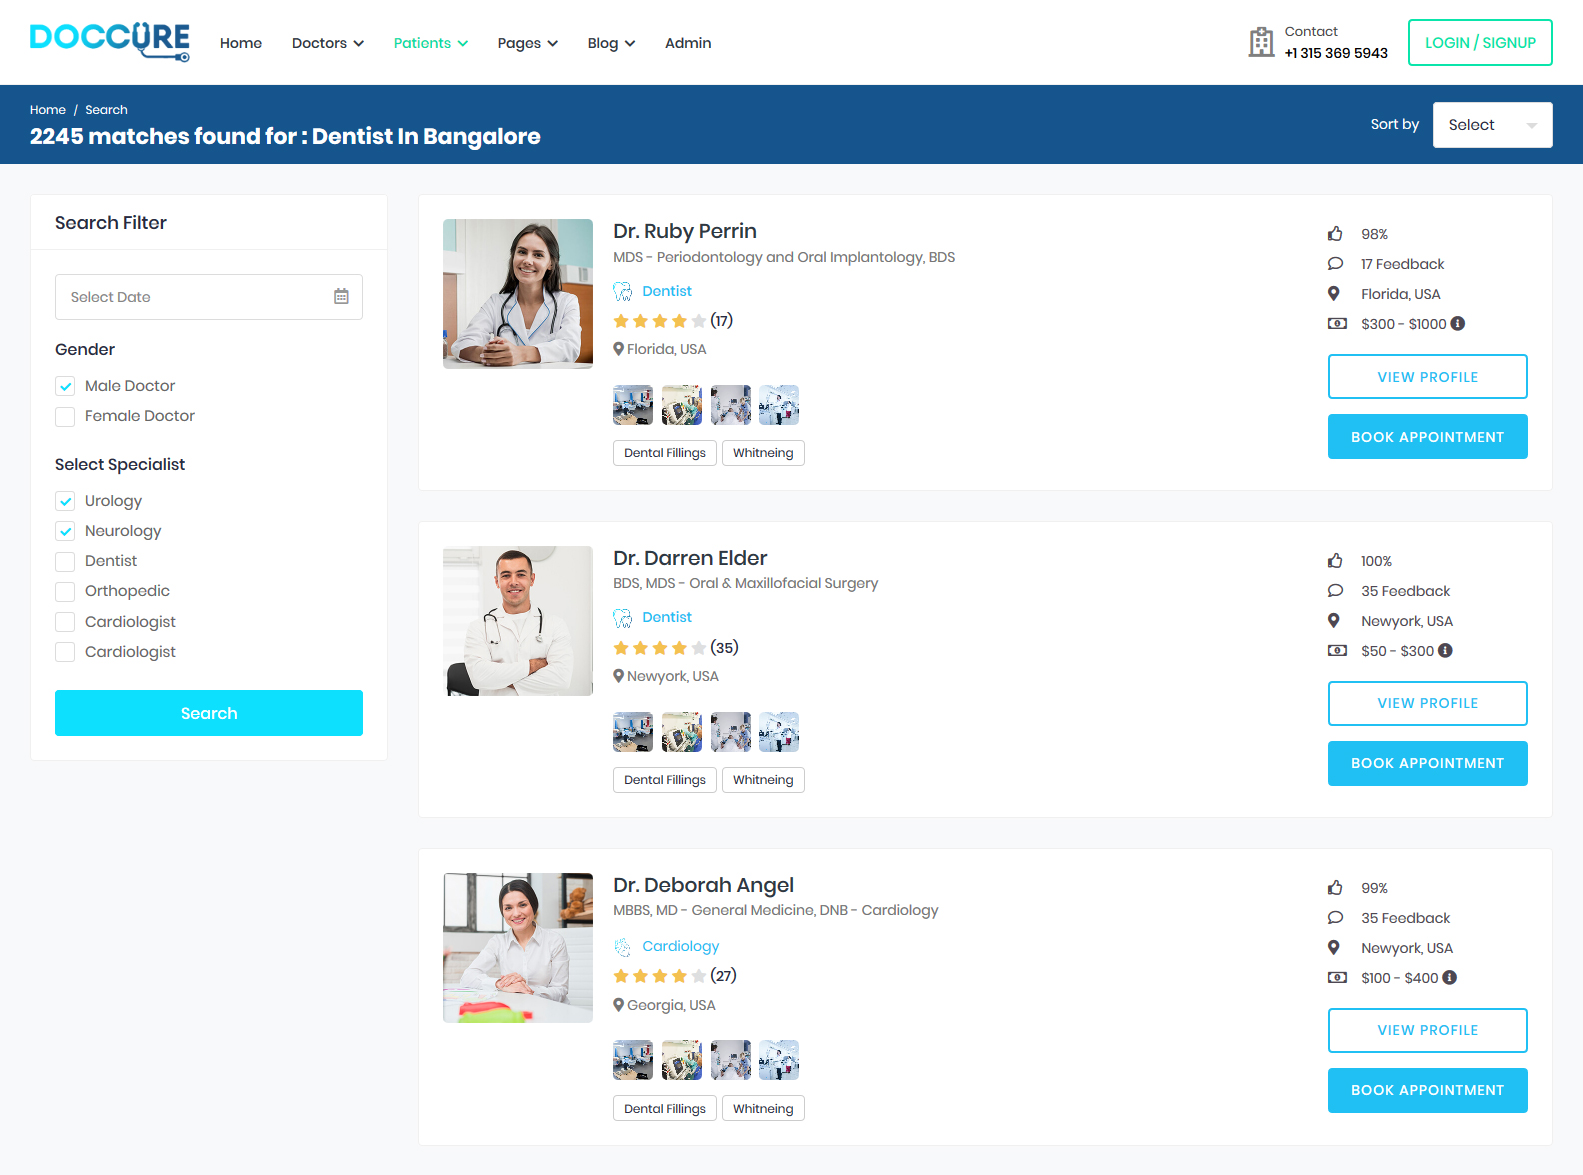 DOCCURE
Home
Doctors
Patients
Pages
Blog
Admin
Contact
+1 315 369 5943
LOGIN / SIGNUP
Home / Search
2245 matches found for : Dentist In Bangalore
Sort by
Select
Search Filter
Select Date
Gender
Male Doctor
Female Doctor
Select Specialist
Urology
Neurology
Dentist
Orthopedic
Cardiologist
Cardiologist
Search
Dr. Ruby Perrin
MDS - Periodontology and Oral Implantology, BDS
Dentist
(17)
Florida, USA
Dental Fillings
Whitneing
98%
17 Feedback
Florida, USA
$300 - $1000
VIEW PROFILE
BOOK APPOINTMENT
Dr. Darren Elder
BDS, MDS - Oral & Maxillofacial Surgery
Dentist
(35)
Newyork, USA
Dental Fillings
Whitneing
100%
35 Feedback
Newyork, USA
$50 - $300
VIEW PROFILE
BOOK APPOINTMENT
Dr. Deborah Angel
MBBS, MD - General Medicine, DNB - Cardiology
Cardiology
(27)
Georgia, USA
Dental Fillings
Whitneing
99%
35 Feedback
Newyork, USA
$100 - $400
VIEW PROFILE
BOOK APPOINTMENT